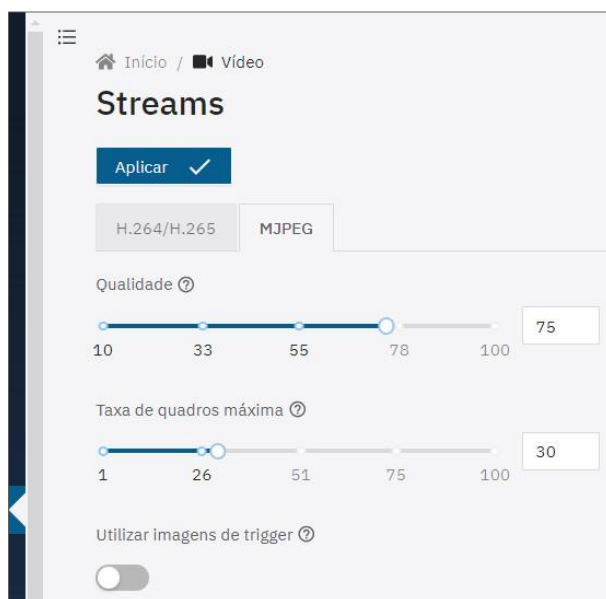 Início / Vídeo
Streams
Aplicar
H.264/H.265 MJPEG
Qualidade
75
10 33 55 78 100
Taxa de quadros máxima
30
1 26 51 75 100
Utilizar imagens de trigger